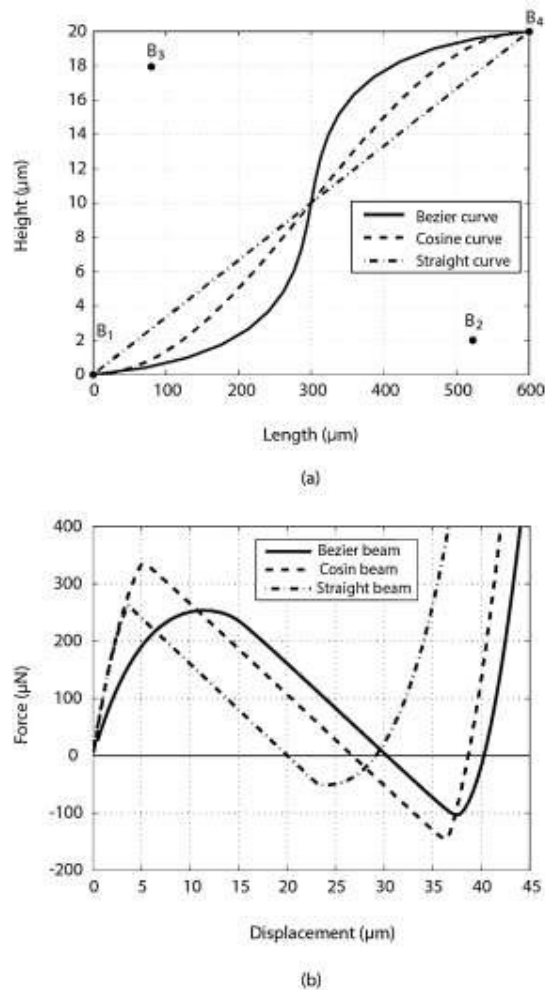 20
18
16
14
12
10
8
6
4
2
0
Height (µm)
B3
B4
B1
B2
Bezier curve
Cosine curve
Straight curve
0 100 200 300 400 500 600
Length (µm)
(a)
400
300
200
100
0
-100
-200
Force (µN)
Bezier beam
Cosin beam
Straight beam
0 5 10 15 20 25 30 35 40 45
Displacement (µm)
(b)